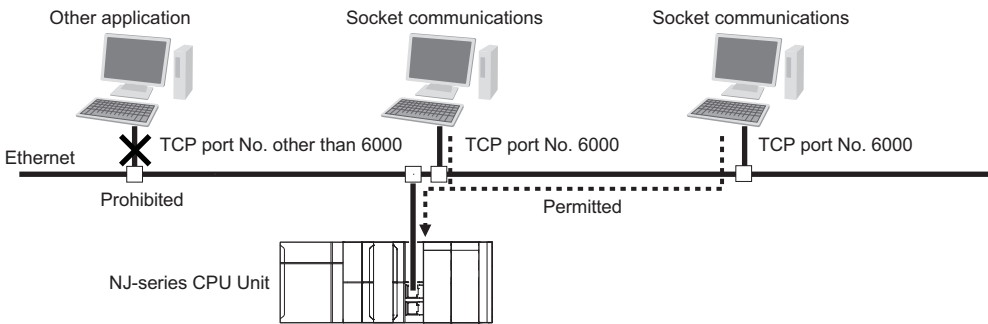 Other application
Socket communications
Socket communications
TCP port No. other than 6000
TCP port No. 6000
TCP port No. 6000
Ethernet
Prohibited
Permitted
NJ-series CPU Unit